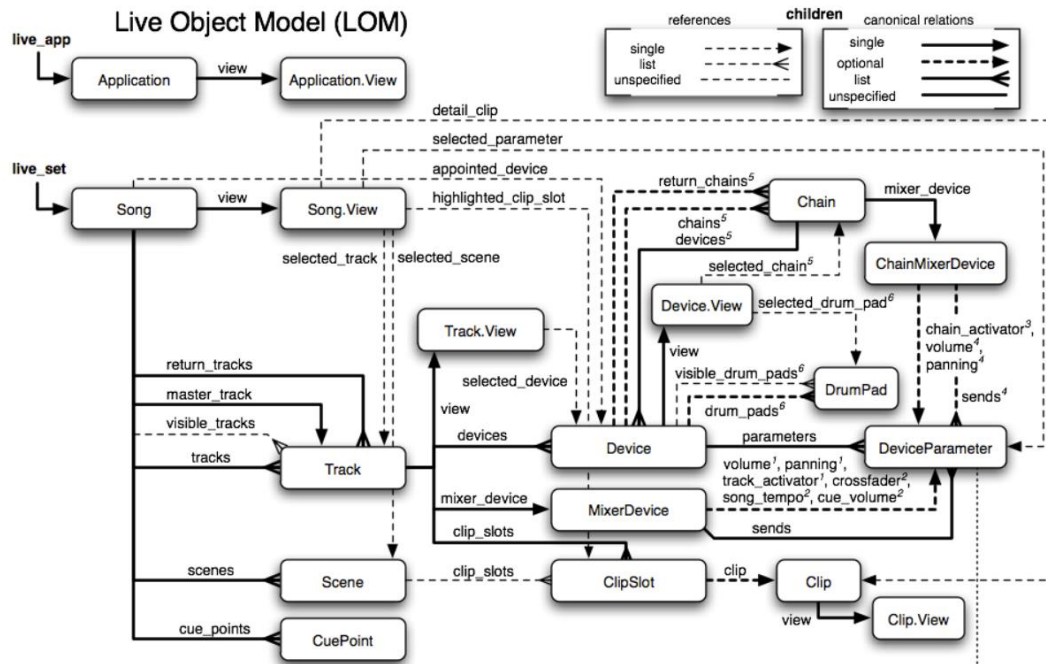 Live Object Model (LOM)
references
children
canonical relations
single
list
unspecified
single
optional
list
unspecified
live_app
Application
view
Application.View
detail_clip
selected_parameter
live_set
appointed_device
Song
view
Song.View
highlighted_clip_slot
return_chains⁵
Chain
mixer_device
chains⁵
devices⁵
selected_track
selected_scene
selected_chain⁵
ChainMixerDevice
Device.View
selected_drum_pad⁶
Track.View
chain_activator³,
volume⁴,
panning⁴
return_tracks
selected_device
view
visible_drum_pads⁶
DrumPad
master_track
view
sends⁴
visible_tracks
drum_pads⁶
devices
Device
parameters
DeviceParameter
tracks
Track
volume¹, panning¹,
track_activator¹, crossfader²,
song_tempo², cue_volume²
mixer_device
MixerDevice
clip_slots
sends
scenes
Scene
clip_slots
ClipSlot
clip
Clip
view
Clip.View
cue_points
CuePoint